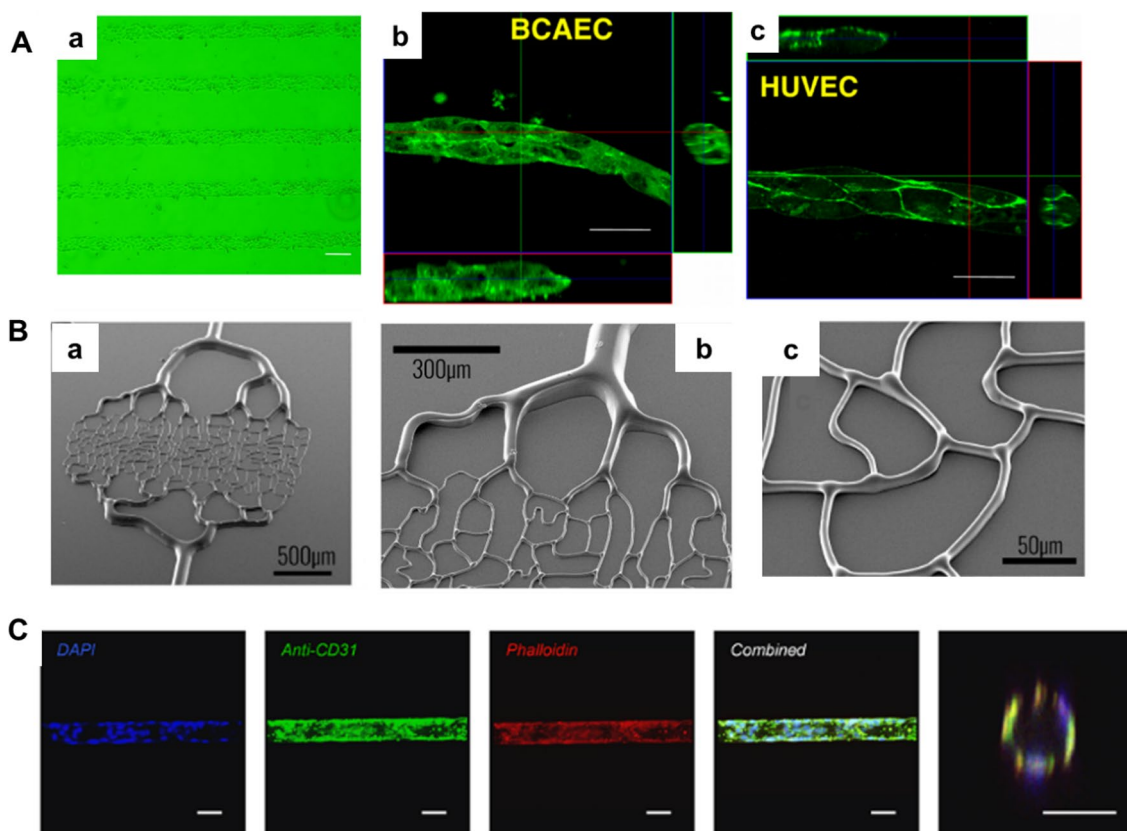 A
a
b
BCAEC
c
HUVEC
B
a
300µm
b
c
500µm
50µm
C
DAPI
Anti-CD31
Phalloidin
Combined